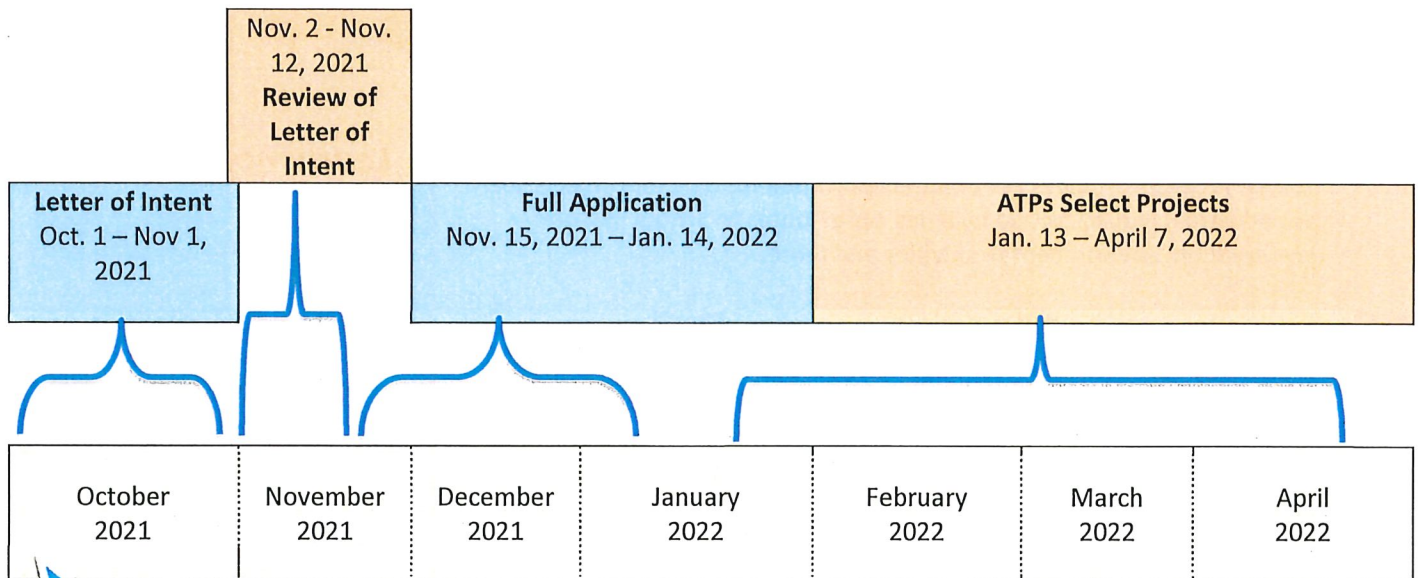 Nov. 2 - Nov.
12, 2021
Review of
Letter of
Intent
Letter of Intent
Oct. 1 – Nov 1,
2021
Full Application
Nov. 15, 2021 – Jan. 14, 2022
ATPs Select Projects
Jan. 13 – April 7, 2022
October
2021
November
2021
December
2021
January
2022
February
2022
March
2022
April
2022